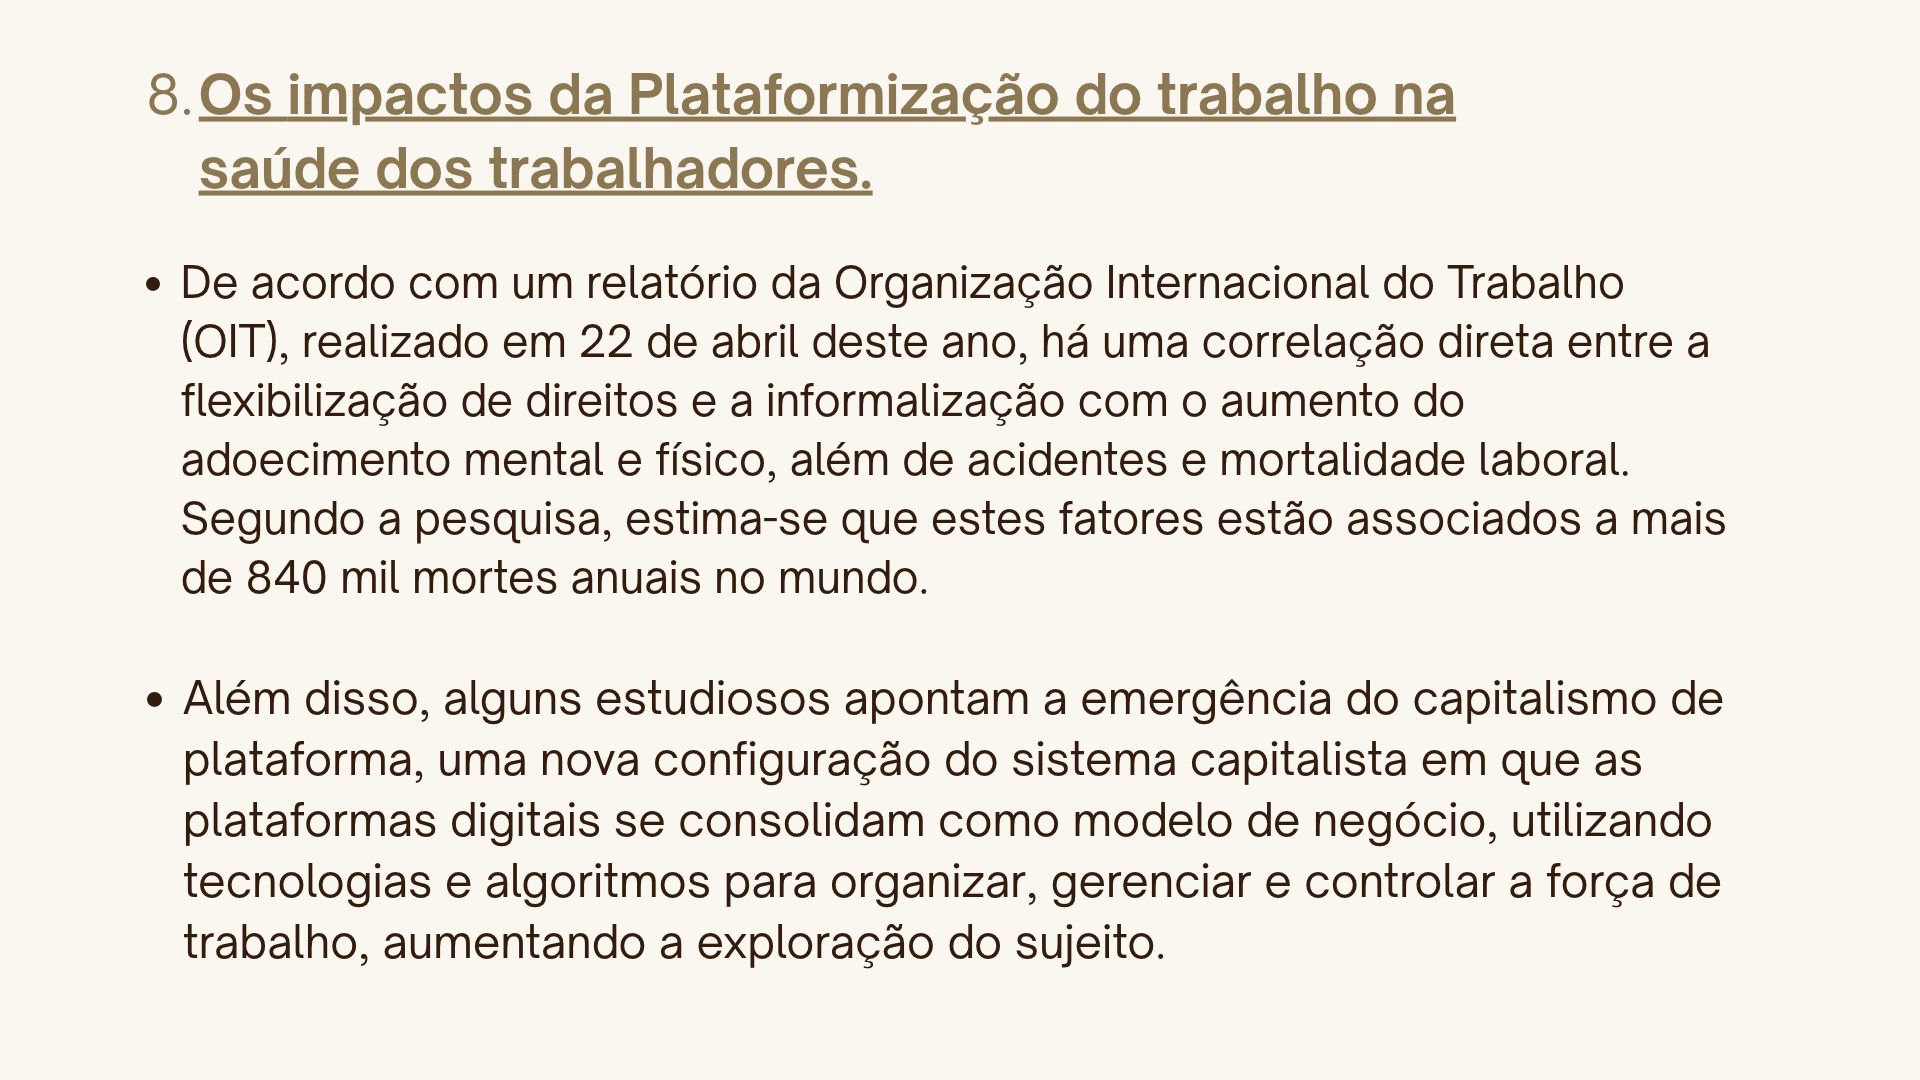 8. Os impactos da Plataformização do trabalho na
saúde dos trabalhadores.
• De acordo com um relatório da Organização Internacional do Trabalho
(OIT), realizado em 22 de abril deste ano, há uma correlação direta entre a
flexibilização de direitos e a informalização com o aumento do
adoecimento mental e físico, além de acidentes e mortalidade laboral.
Segundo a pesquisa, estima-se que estes fatores estão associados a mais
de 840 mil mortes anuais no mundo.
• Além disso, alguns estudiosos apontam a emergência do capitalismo de
plataforma, uma nova configuração do sistema capitalista em que as
plataformas digitais se consolidam como modelo de negócio, utilizando
tecnologias e algoritmos para organizar, gerenciar e controlar a força de
trabalho, aumentando a exploração do sujeito.